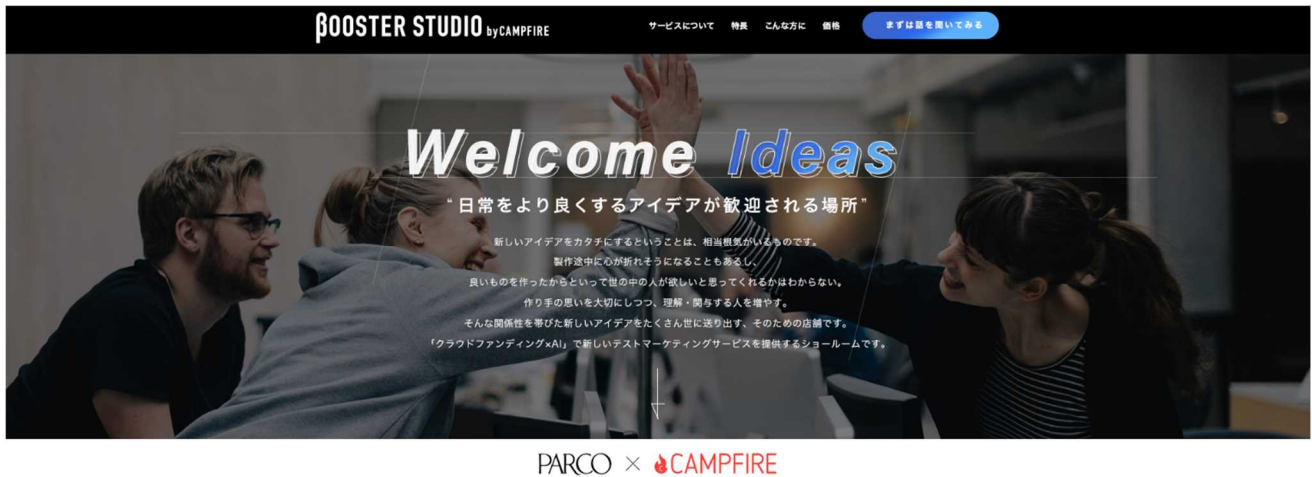 βOOSTER STUDIO by CAMPFIRE
サービスについて 特長 こんな方に 価格 まずは話を聞いてみる
Welcome Ideas
“日常をより良くするアイデアが歓迎される場所”
新しいアイデアをカタチにするということは、相当根気がいるものです。
製作途中に心が折れそうになることもあるし、
良いものを作ったからといって世の中の人が欲しいと思ってくれるかはわからない。
作り手の思いを大切にしつつ、理解・関与する人を増やす。
そんな関係性を帯びた新しいアイデアをたくさん世に送り出す、そのための店舗です。
「クラウドファンディング×AI」で新しいテストマーケティングサービスを提供するショールームです。
PARCO × CAMPFIRE